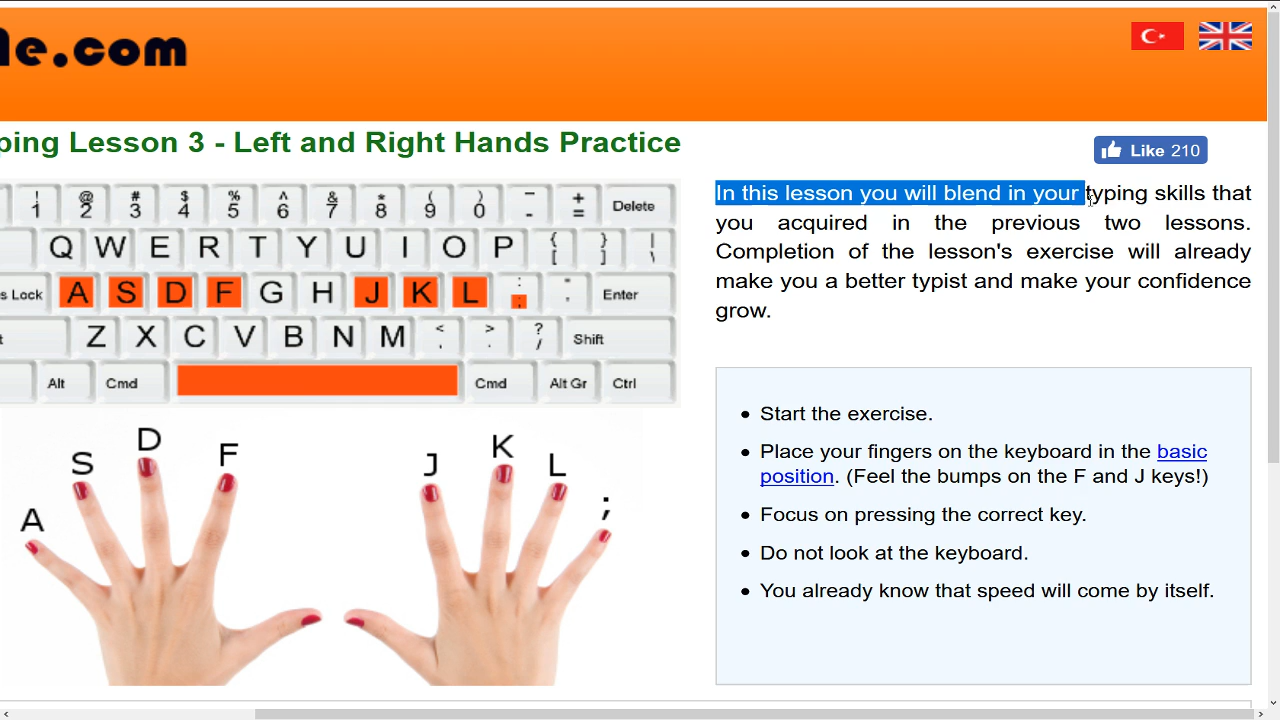 le.com
ping Lesson 3 - Left and Right Hands Practice
Like 210
! @ # $ % ^ & * ( ) _ + Delete
1 2 3 4 5 6 7 8 9 0 - =
Q W E R T Y U I O P { } |
[ ] \
s Lock A S D F G H J K L : " Enter
; '
Z X C V B N M < > ? Shift
, . /
t
Alt Cmd Cmd Alt Gr Ctrl
A S D F J K L ;
In this lesson you will blend in your typing skills that
you acquired in the previous two lessons.
Completion of the lesson's exercise will already
make you a better typist and make your confidence
grow.
• Start the exercise.
• Place your fingers on the keyboard in the basic
position. (Feel the bumps on the F and J keys!)
• Focus on pressing the correct key.
• Do not look at the keyboard.
• You already know that speed will come by itself.